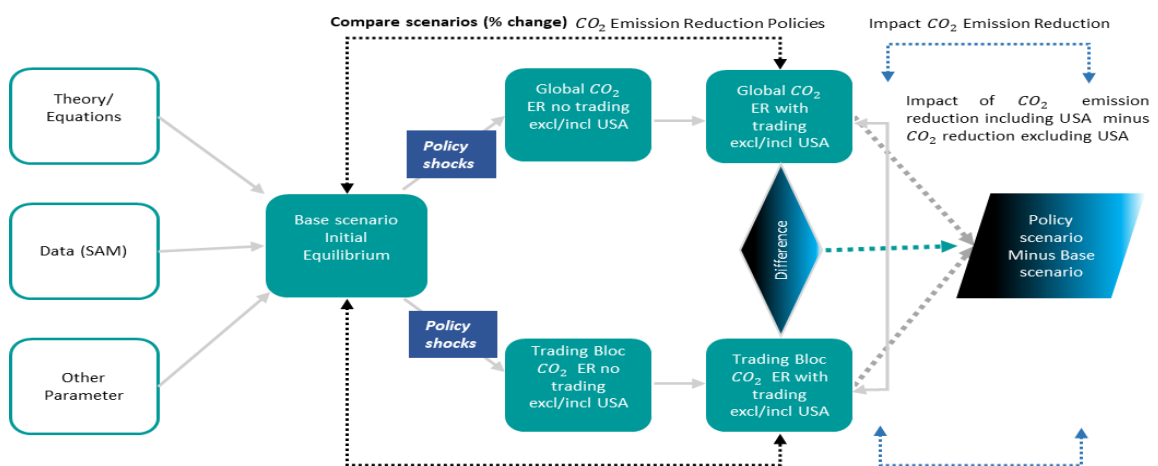 Compare scenarios (% change) CO₂ Emission Reduction Policies
Impact CO₂ Emission Reduction
Theory/
Equations
Data (SAM)
Other
Parameter
Base scenario
Initial
Equilibrium
Policy
shocks
Policy
shocks
Global CO₂
ER no trading
excl/incl USA
Global CO₂
ER with
trading
excl/incl USA
Difference
Trading Bloc
CO₂ ER no
trading
excl/incl USA
Trading Bloc
CO₂ ER with
trading
excl/incl USA
Impact of CO₂ emission
reduction including USA minus
CO₂ reduction excluding USA
Policy
scenario
Minus Base
scenario